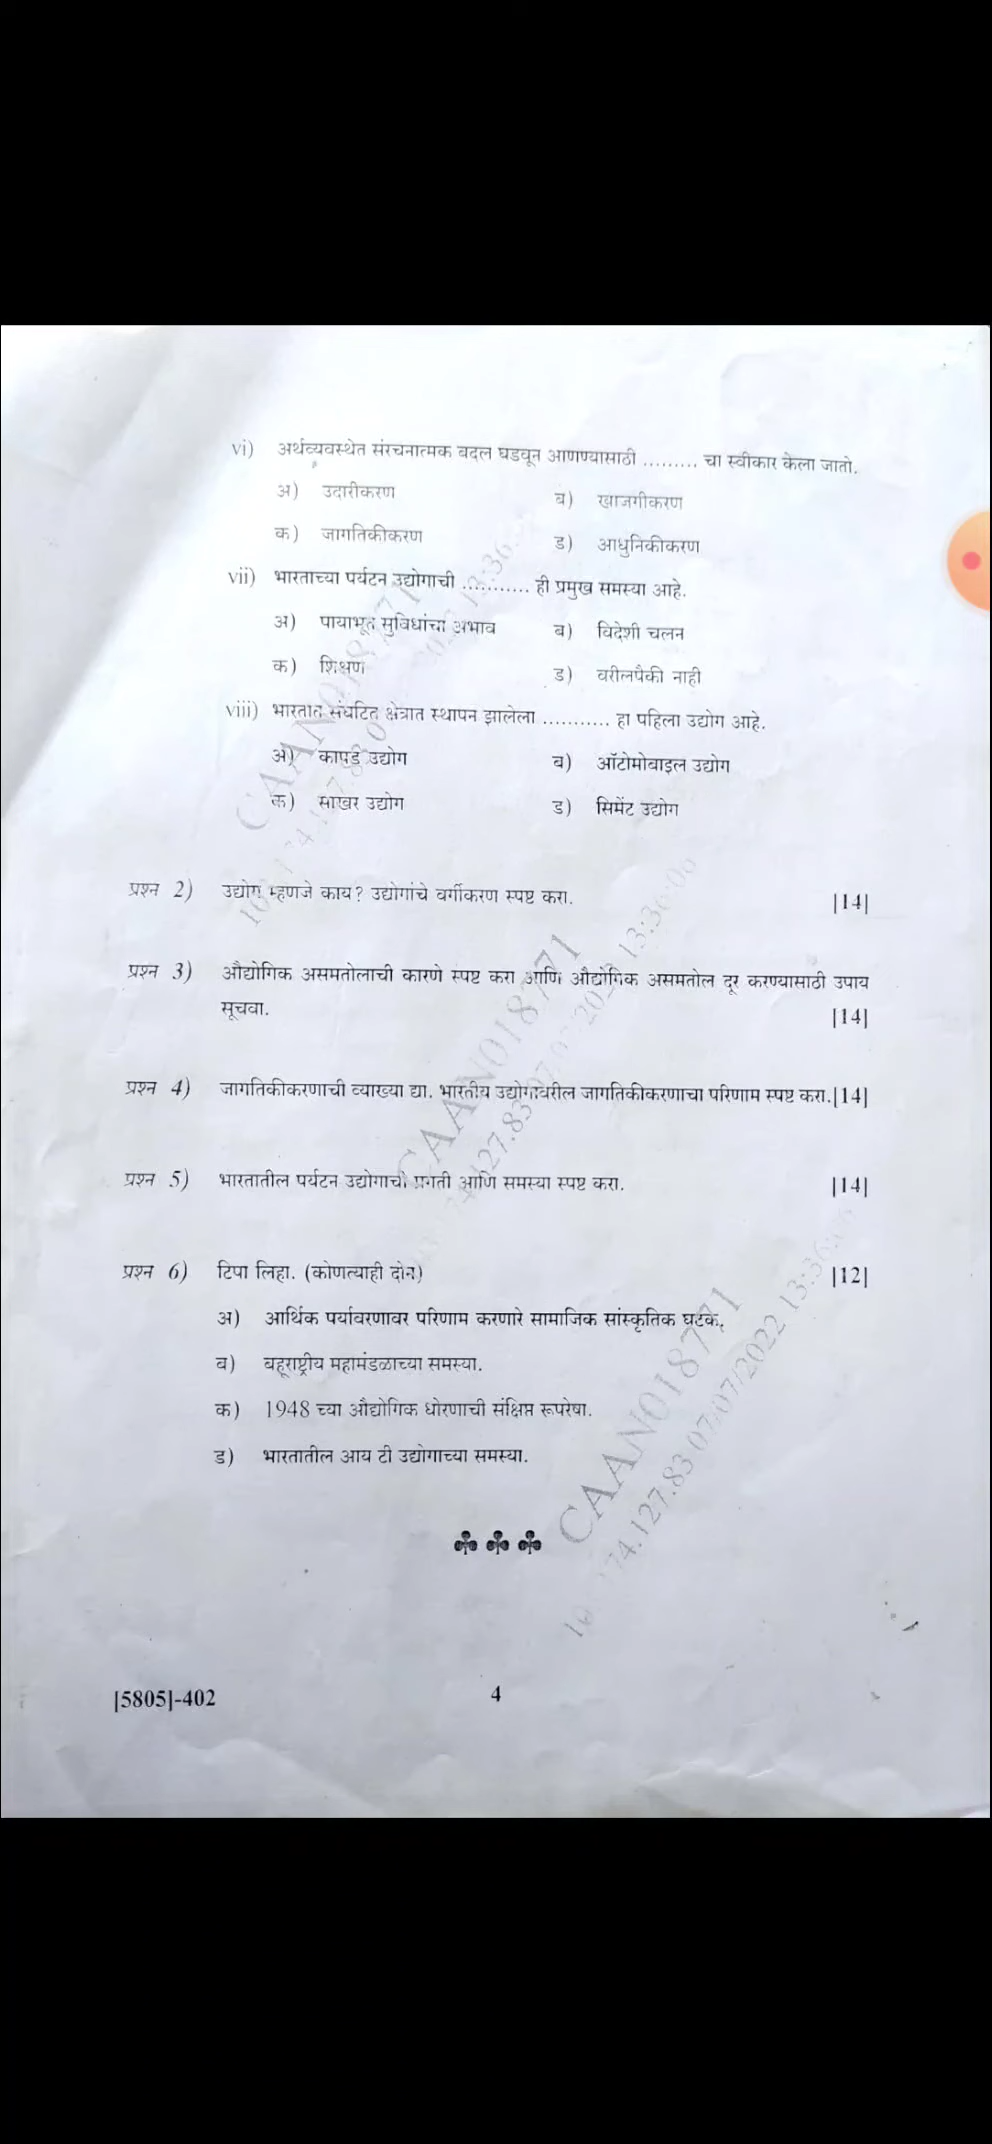 vi) अर्थव्यवस्थेत संरचनात्मक बदल घडवून आणण्यासाठी ......... चा स्वीकार केला जातो.
अ) उदारीकरण ब) खाजगीकरण
क) जागतिकीकरण ड) आधुनिकीकरण
vii) भारताच्या पर्यटन उद्योगाची ........... ही प्रमुख समस्या आहे.
अ) पायाभूत सुविधांचा अभाव ब) विदेशी चलन
क) शिक्षण ड) वरीलपैकी नाही
viii) भारतात संघटित क्षेत्रात स्थापन झालेला ........... हा पहिला उद्योग आहे.
अ) कापड उद्योग ब) ऑटोमोबाइल उद्योग
क) साखर उद्योग ड) सिमेंट उद्योग
प्रश्न 2) उद्योग म्हणजे काय? उद्योगांचे वर्गीकरण स्पष्ट करा. [14]
प्रश्न 3) औद्योगिक असमतोलाची कारणे स्पष्ट करा आणि औद्योगिक असमतोल दूर करण्यासाठी उपाय
सूचवा. [14]
प्रश्न 4) जागतिकीकरणाची व्याख्या द्या. भारतीय उद्योगावरील जागतिकीकरणाचा परिणाम स्पष्ट करा.[14]
प्रश्न 5) भारतातील पर्यटन उद्योगाची प्रगती आणि समस्या स्पष्ट करा. [14]
प्रश्न 6) टिपा लिहा. (कोणत्याही दोन) [12]
अ) आर्थिक पर्यावरणावर परिणाम करणारे सामाजिक सांस्कृतिक घटके.
ब) बहूराष्ट्रीय महामंडळाच्या समस्या.
क) 1948 च्या औद्योगिक धोरणाची संक्षिप्त रूपरेषा.
ड) भारतातील आय टी उद्योगाच्या समस्या.
CAAN018771
[5805]-402 4